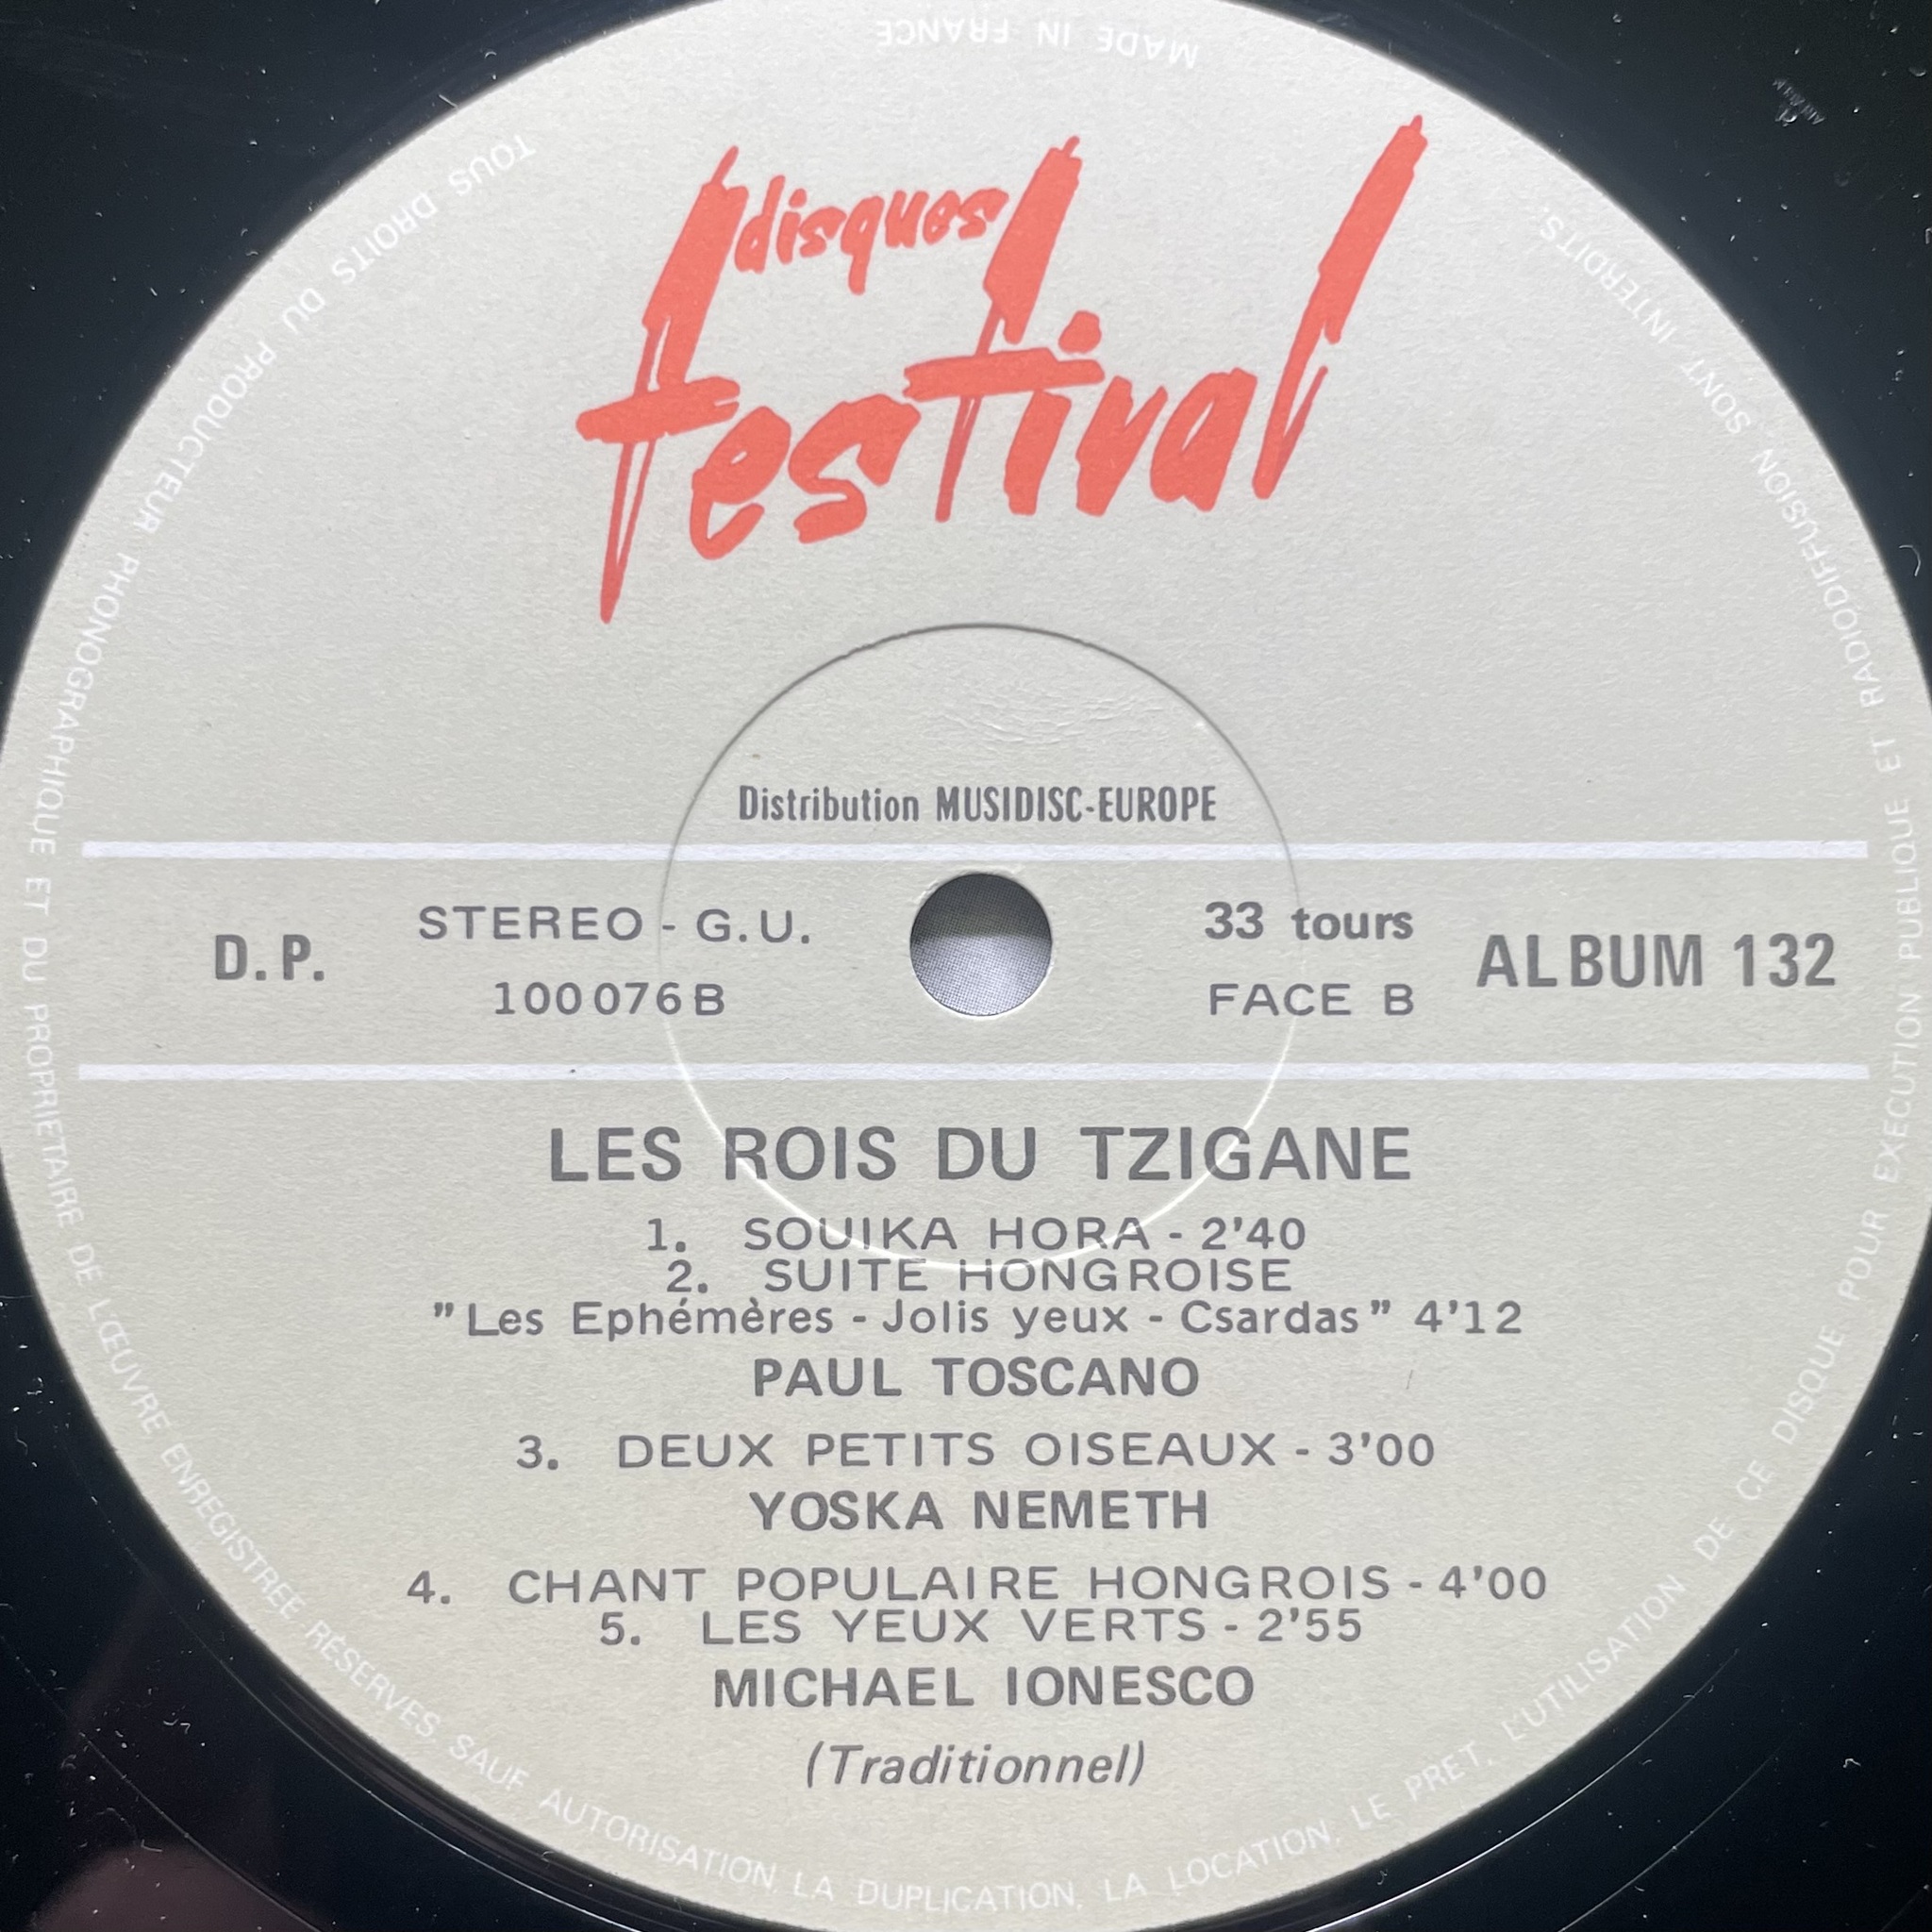 MADE IN FRANCE
disques
festival
Distribution MUSIDISC-EUROPE
D.P.
STEREO - G.U.
100 076 B
33 tours
FACE B
ALBUM 132
LES ROIS DU TZIGANE
1. SOUIKA HORA - 2'40
2. SUITE HONGROISE
"Les Ephémères - Jolis yeux - Csardas" 4'12
PAUL TOSCANO
3. DEUX PETITS OISEAUX - 3'00
YOSKA NEMETH
4. CHANT POPULAIRE HONGROIS - 4'00
5. LES YEUX VERTS - 2'55
MICHAEL IONESCO
(Traditionnel)
TOUS DROITS DU PRODUCTEUR PHONOGRAPHIQUE ET DU PROPRIETAIRE DE L'ŒUVRE ENREGISTREE RÉSERVES. SAUF AUTORISATION LA DUPLICATION, LA LOCATION, LE PRET, L'UTILISATION DE CE DISQUE POUR EXECUTION PUBLIQUE ET RADIODIFFUSION, SONT INTERDITS.